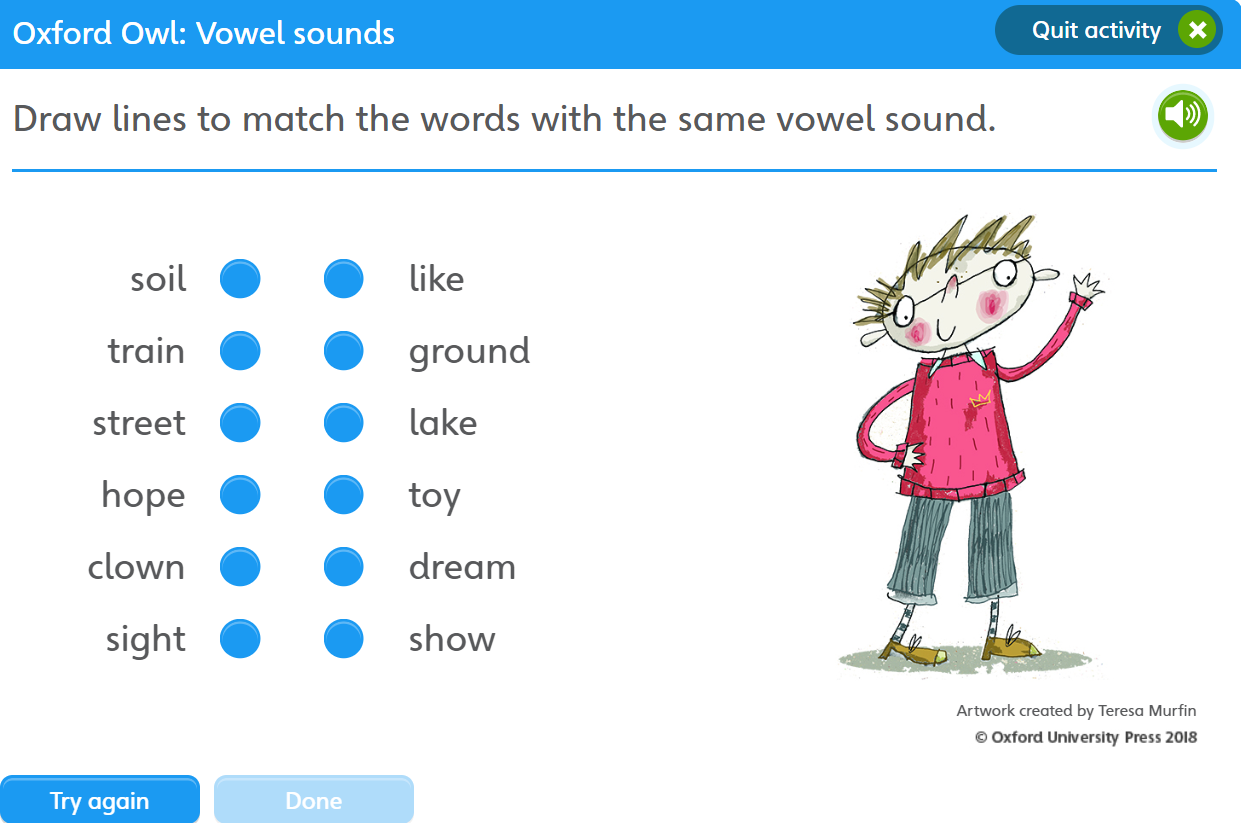 Oxford Owl: Vowel sounds
Quit activity
Draw lines to match the words with the same vowel sound.
soil like
train ground
street lake
hope toy
clown dream
sight show
Artwork created by Teresa Murfin
© Oxford University Press 2018
Try again
Done